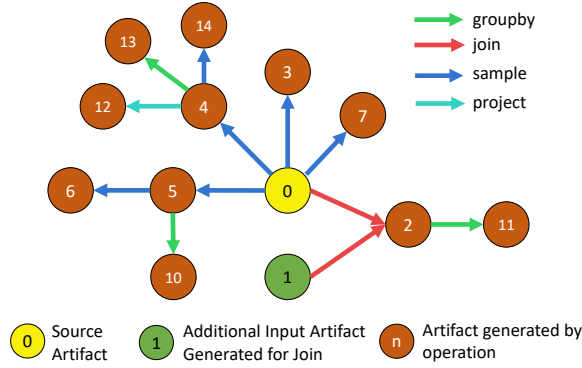 groupby
join
sample
project
14
13
3
12
4
7
6
5
0
2
11
10
1
0 Source
Artifact
1 Additional Input Artifact
Generated for Join
n Artifact generated by
operation